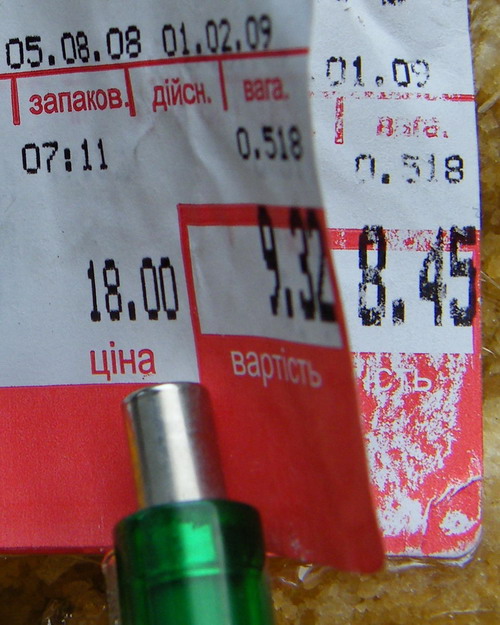 05.08.08 01.02.09
01.09
запаков. дійсн. вага.
вага.
07:11 0.518
0.518
18.00 9.32
8.45
ціна вартість
ість